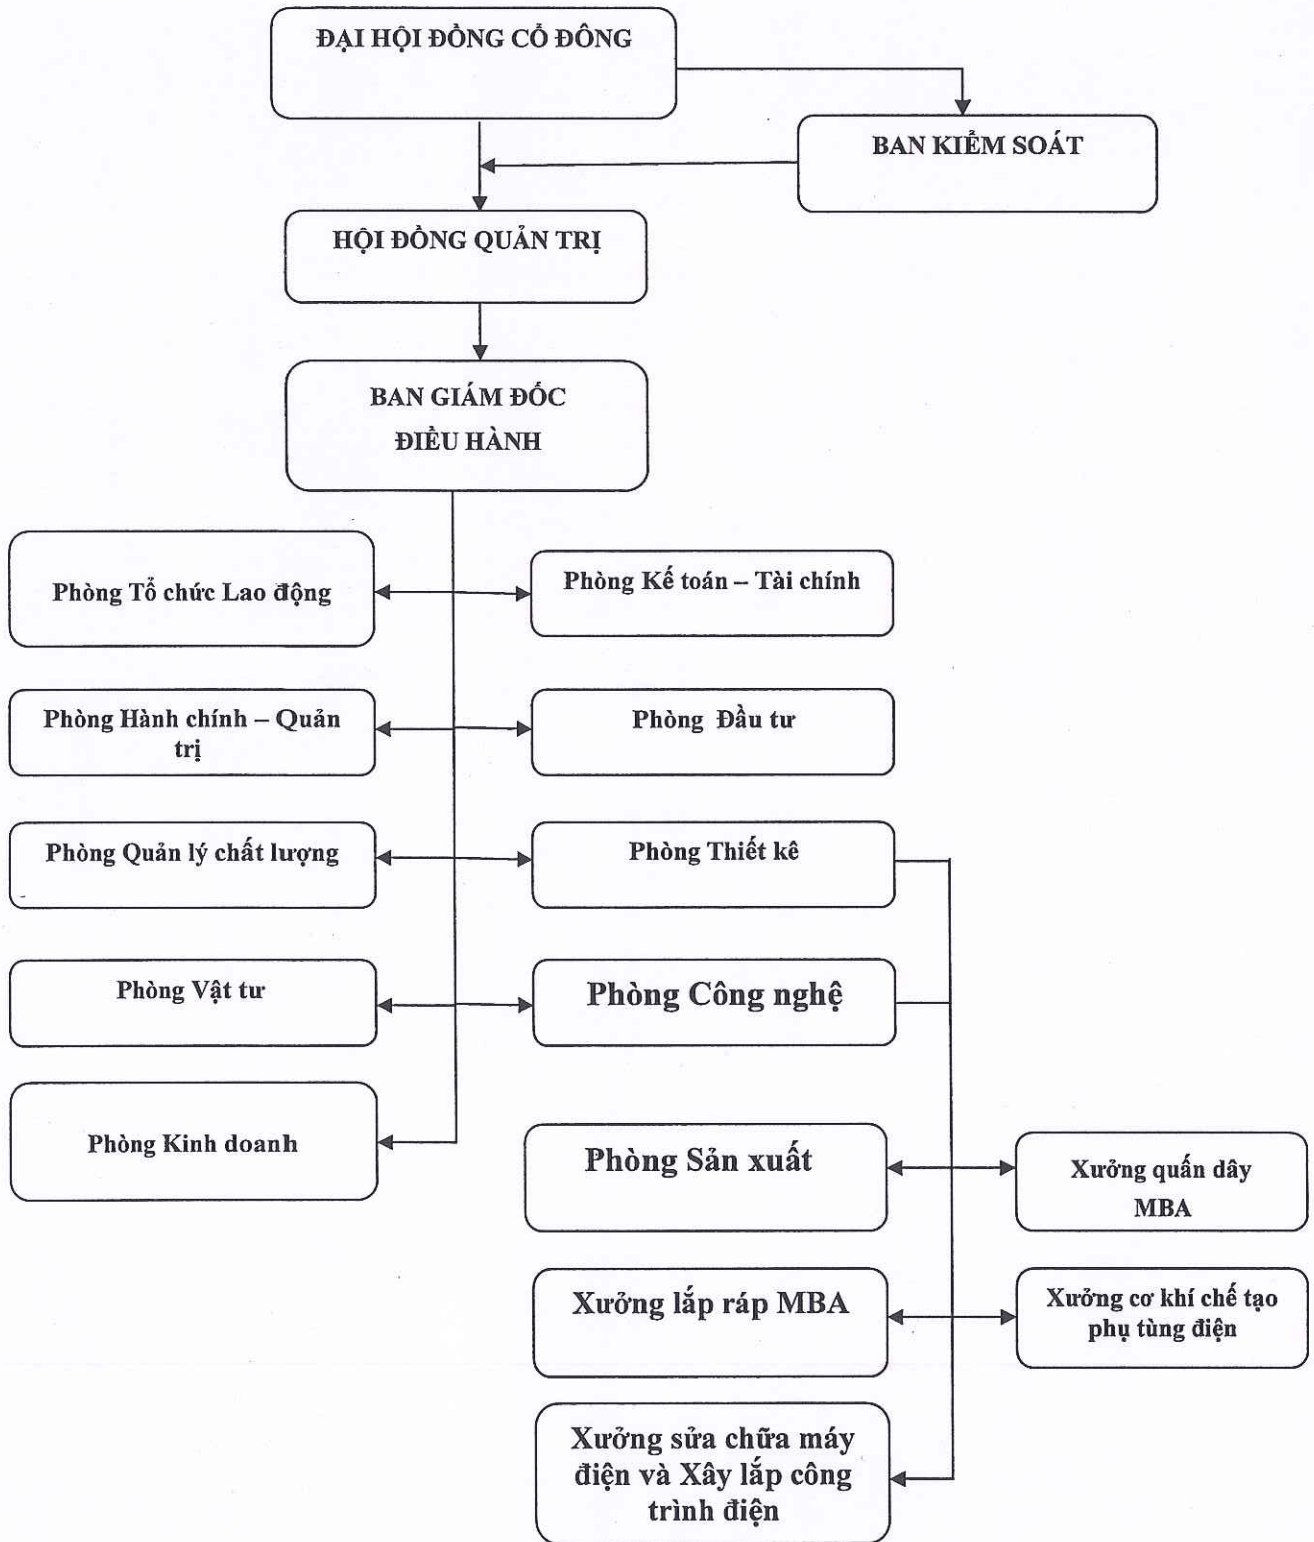 ĐẠI HỘI ĐỒNG CỔ ĐÔNG
BAN KIỂM SOÁT
HỘI ĐỒNG QUẢN TRỊ
BAN GIÁM ĐỐC
ĐIỀU HÀNH
Phòng Tổ chức Lao động
Phòng Kế toán – Tài chính
Phòng Hành chính – Quản
trị
Phòng Đầu tư
Phòng Quản lý chất lượng
Phòng Thiết kê
Phòng Vật tư
Phòng Công nghệ
Phòng Kinh doanh
Phòng Sản xuất
Xưởng quấn dây
MBA
Xưởng lắp ráp MBA
Xưởng cơ khí chế tạo
phụ tùng điện
Xưởng sửa chữa máy
điện và Xây lắp công
trình điện